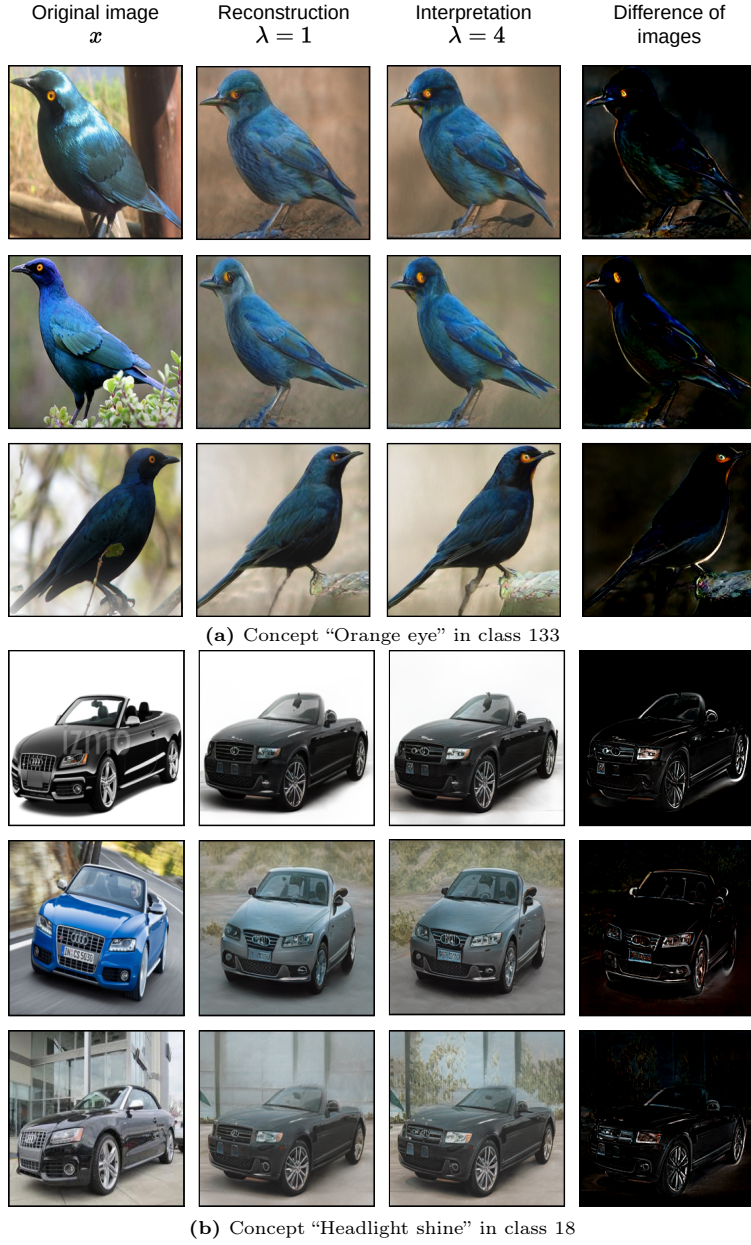 Original image
x
Reconstruction
λ = 1
Interpretation
λ = 4
Difference of
images
(a) Concept “Orange eye” in class 133
izmo
(b) Concept “Headlight shine” in class 18